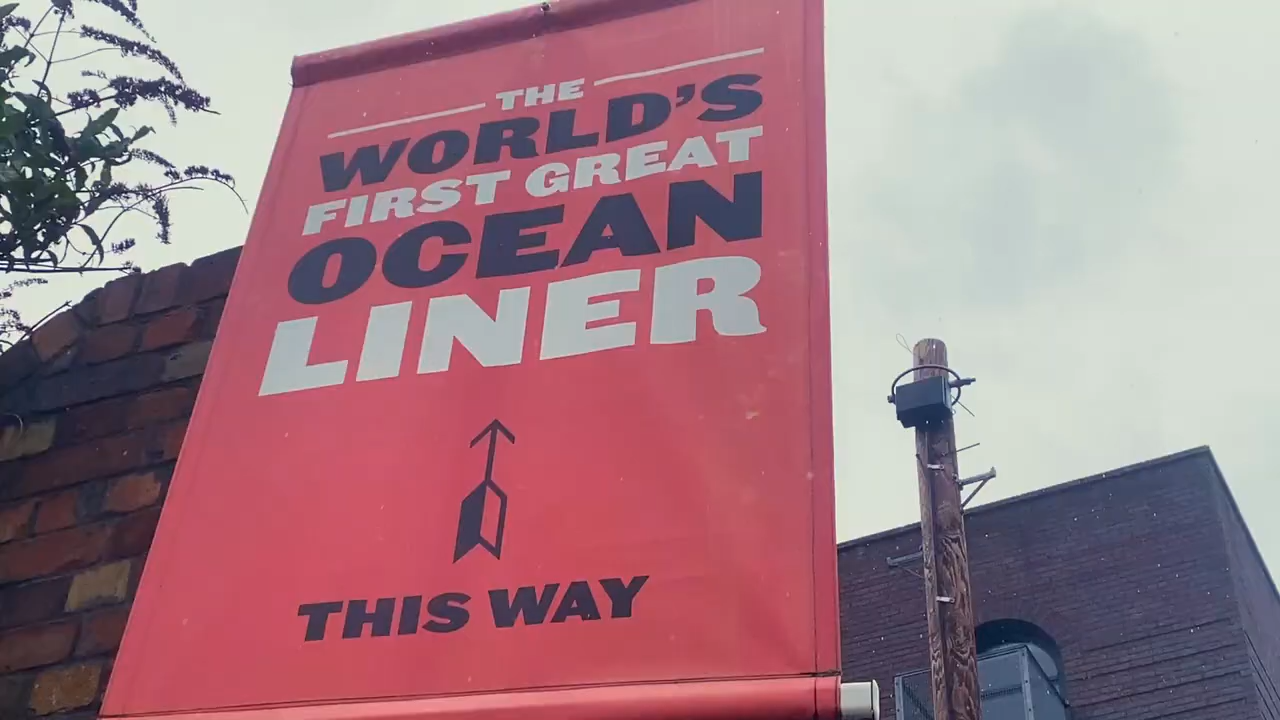 THE
WORLD'S
FIRST GREAT
OCEAN
LINER
THIS WAY